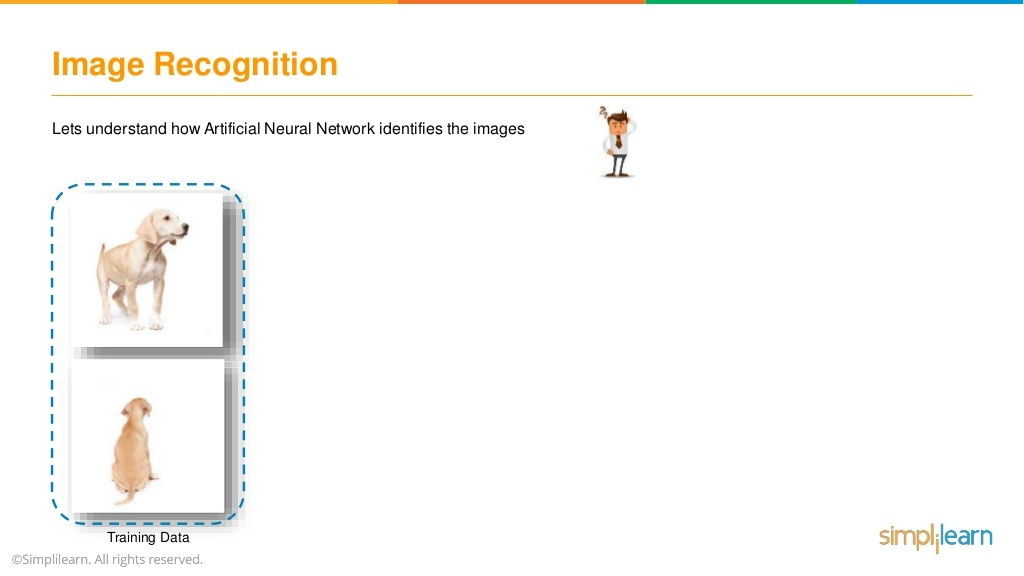 Image Recognition
Lets understand how Artificial Neural Network identifies the images
??
Training Data
simplilearn
©Simplilearn. All rights reserved.